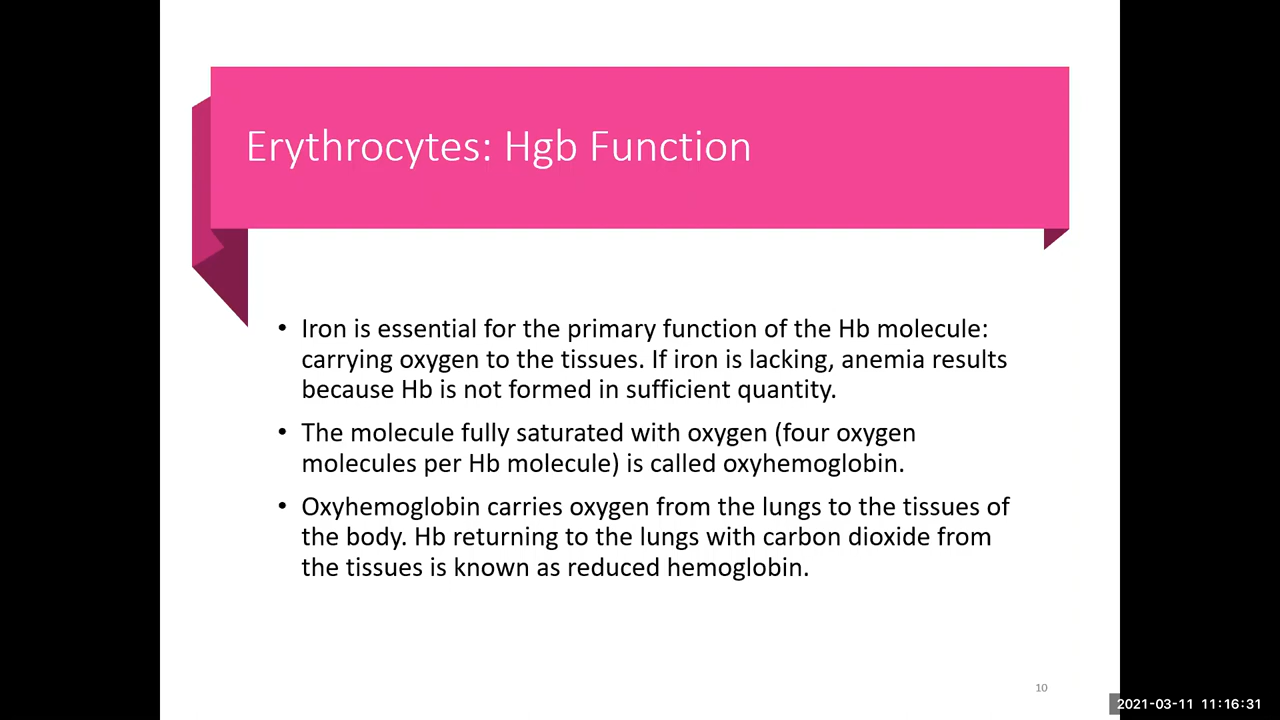 Erythrocytes: Hgb Function
• Iron is essential for the primary function of the Hb molecule:
carrying oxygen to the tissues. If iron is lacking, anemia results
because Hb is not formed in sufficient quantity.
• The molecule fully saturated with oxygen (four oxygen
molecules per Hb molecule) is called oxyhemoglobin.
• Oxyhemoglobin carries oxygen from the lungs to the tissues of
the body. Hb returning to the lungs with carbon dioxide from
the tissues is known as reduced hemoglobin.
10
2021-03-11 11:16:31